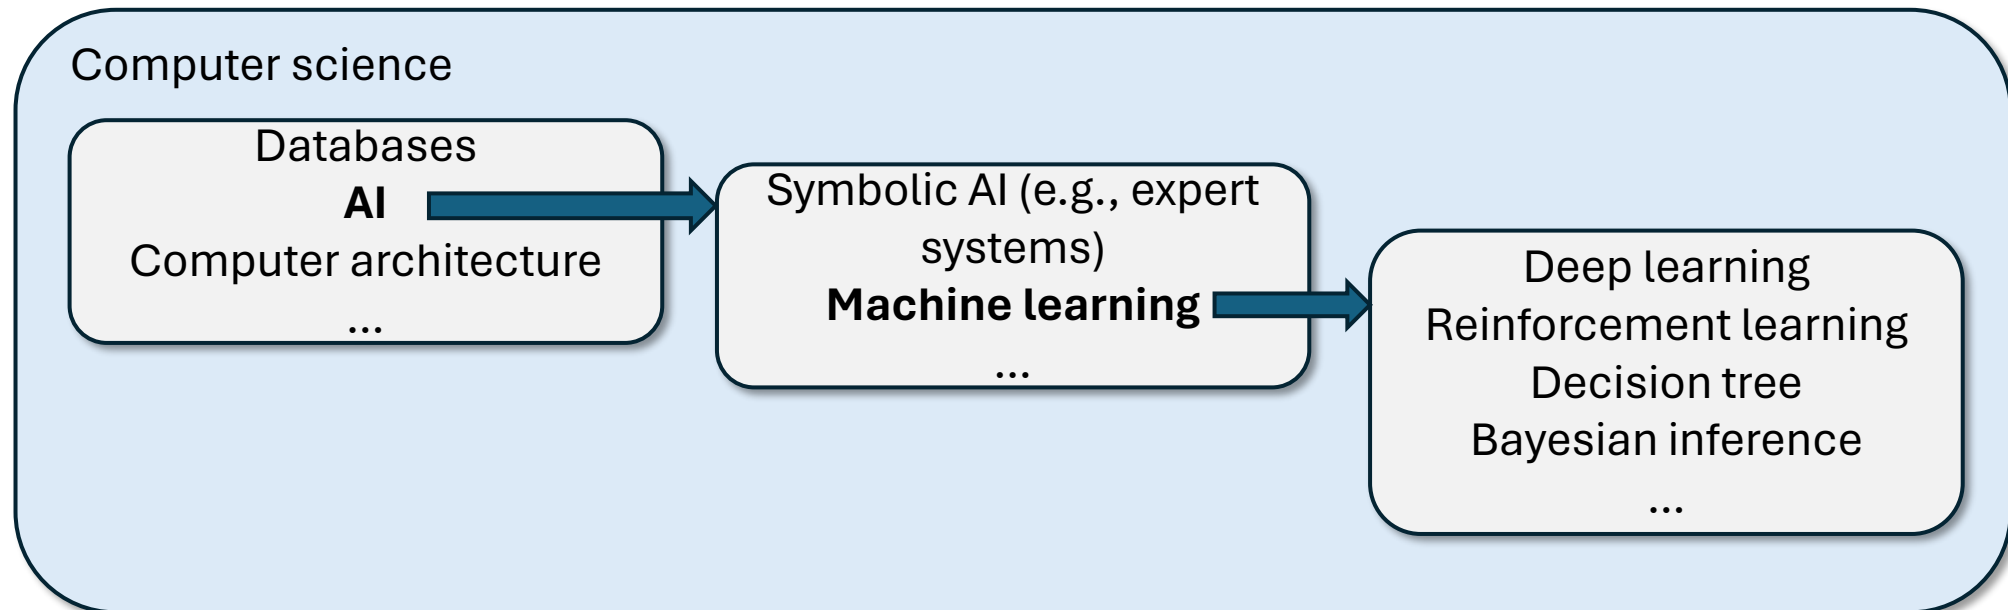 Computer science
Databases
AI
Computer architecture
...
Symbolic AI (e.g., expert
systems)
Machine learning
...
Deep learning
Reinforcement learning
Decision tree
Bayesian inference
...